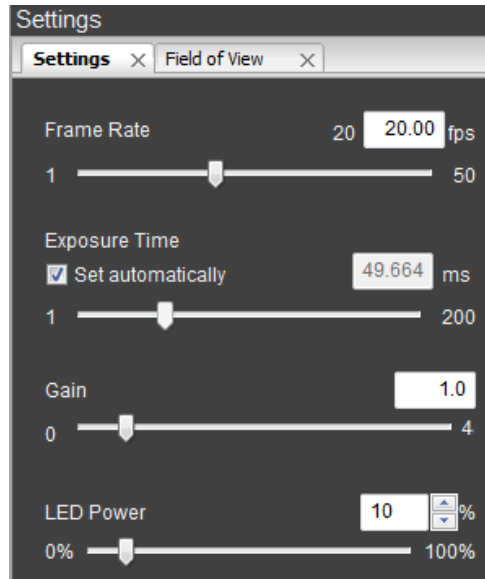 Settings
Settings Field of View
Frame Rate 20 20.00 fps
1 50
Exposure Time
Set automatically 49.664 ms
1 200
Gain 1.0
0 4
LED Power 10 %
0% 100%